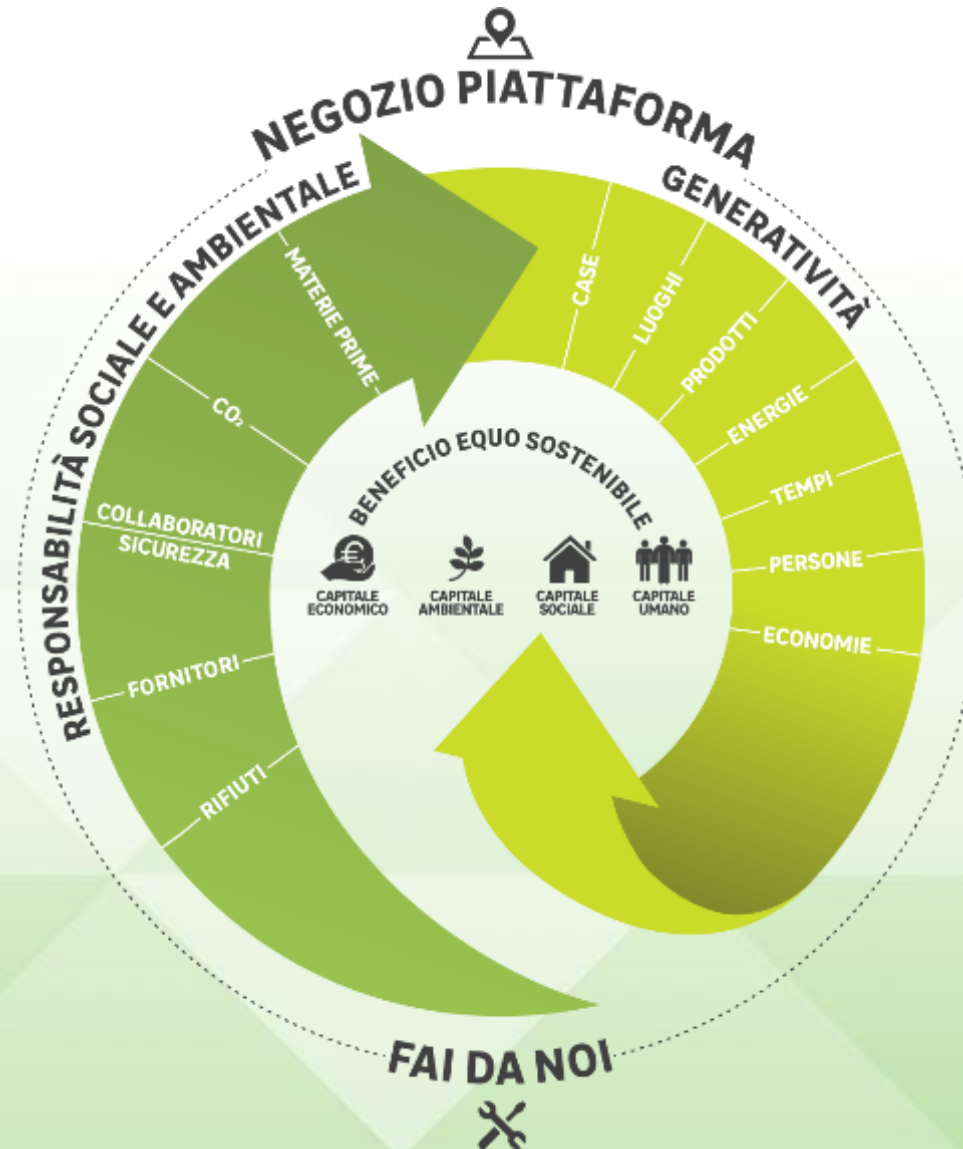 NEGOZIO PIATTAFORMA
RESPONSABILITÀ SOCIALE E AMBIENTALE
GENERATIVITÀ
MATERIE PRIME
CO₂
COLLABORATORI
SICUREZZA
FORNITORI
RIFIUTI
CASE
LUOGHI
PRODOTTI
ENERGIE
TEMPI
PERSONE
ECONOMIE
BENEFICIO EQUO SOSTENIBILE
CAPITALE
ECONOMICO
CAPITALE
AMBIENTALE
CAPITALE
SOCIALE
CAPITALE
UMANO
FAI DA NOI